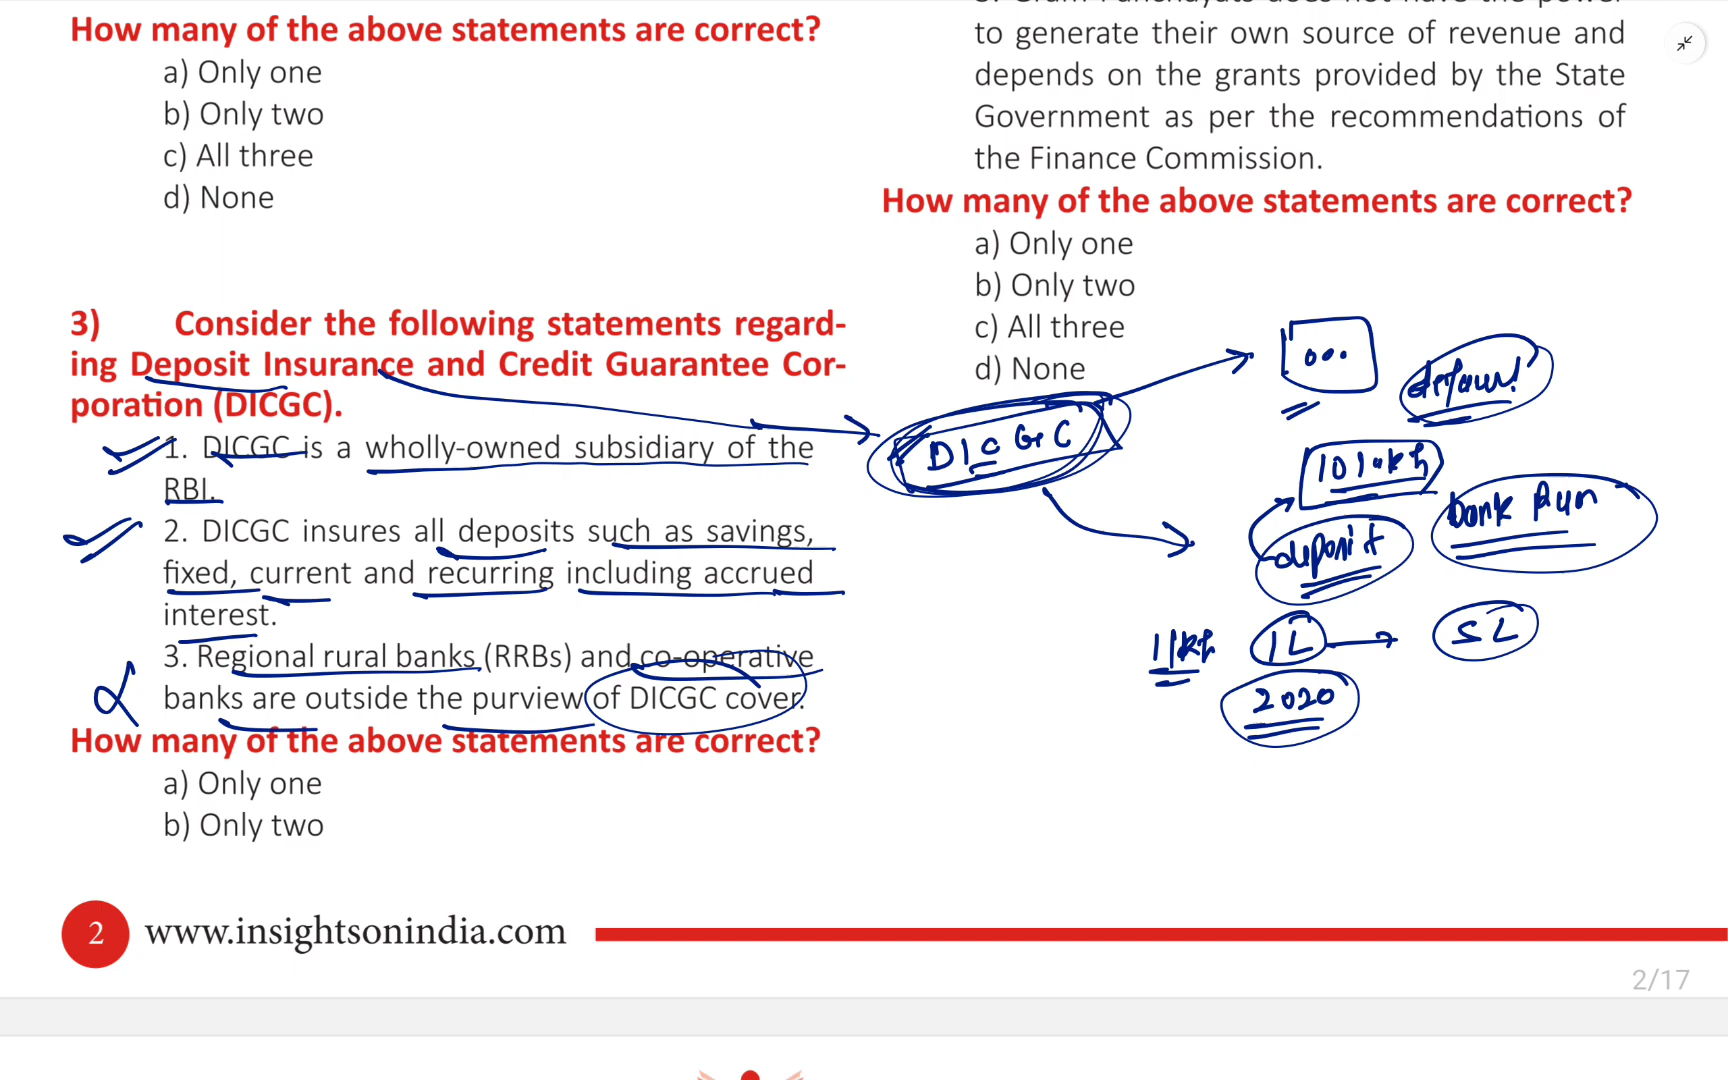 How many of the above statements are correct?
a) Only one
b) Only two
c) All three
d) None
3) Consider the following statements regard-
ing Deposit Insurance and Credit Guarantee Cor-
poration (DICGC).
1. DICGC is a wholly-owned subsidiary of the
RBI.
2. DICGC insures all deposits such as savings,
fixed, current and recurring including accrued
interest.
3. Regional rural banks (RRBs) and co-operative
banks are outside the purview of DICGC cover.
How many of the above statements are correct?
a) Only one
b) Only two
to generate their own source of revenue and
depends on the grants provided by the State
Government as per the recommendations of
the Finance Commission.
How many of the above statements are correct?
a) Only one
b) Only two
c) All three
d) None
DICGC
10 lakh
bank Run
deposit
1L
5L
2020
2 www.insightsonindia.com
2/17